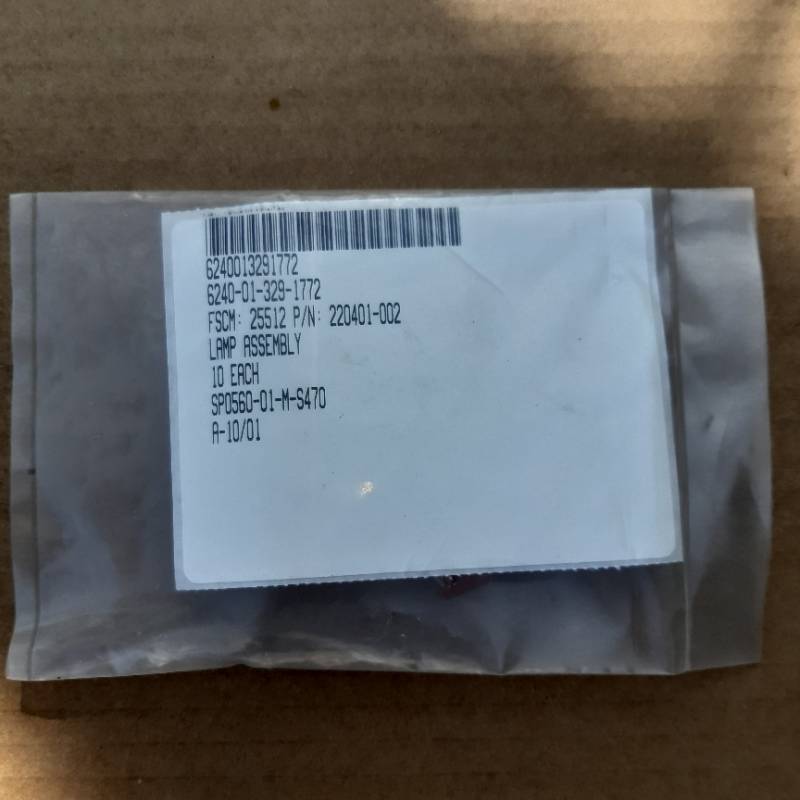 6240013291772
6240-01-329-1772
FSCM: 25512 P/N: 220401-002
LAMP ASSEMBLY
10 EACH
SP0560-01-M-S470
A-10/01